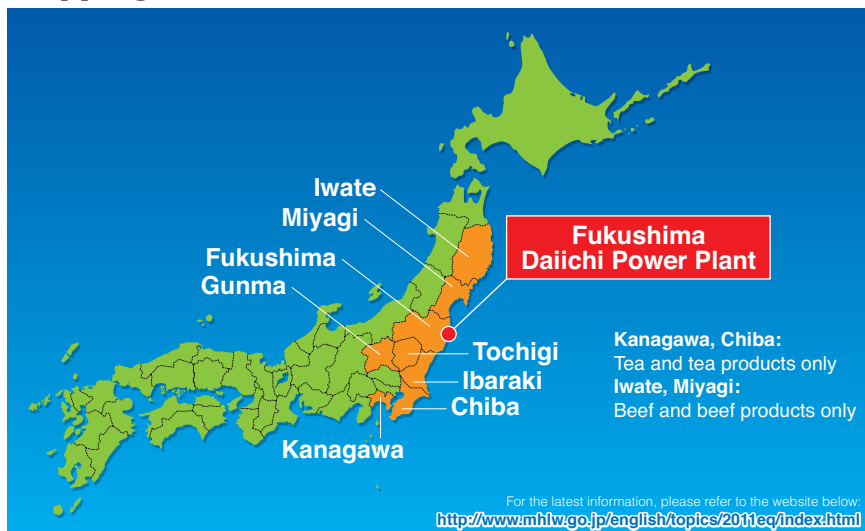 Iwate
Miyagi
Fukushima
Gunma
Fukushima
Daiichi Power Plant
Tochigi
Ibaraki
Chiba
Kanagawa
Kanagawa, Chiba:
Tea and tea products only
Iwate, Miyagi:
Beef and beef products only
For the latest information, please refer to the website below:
http://www.mhlw.go.jp/english/topics/2011eq/index.html